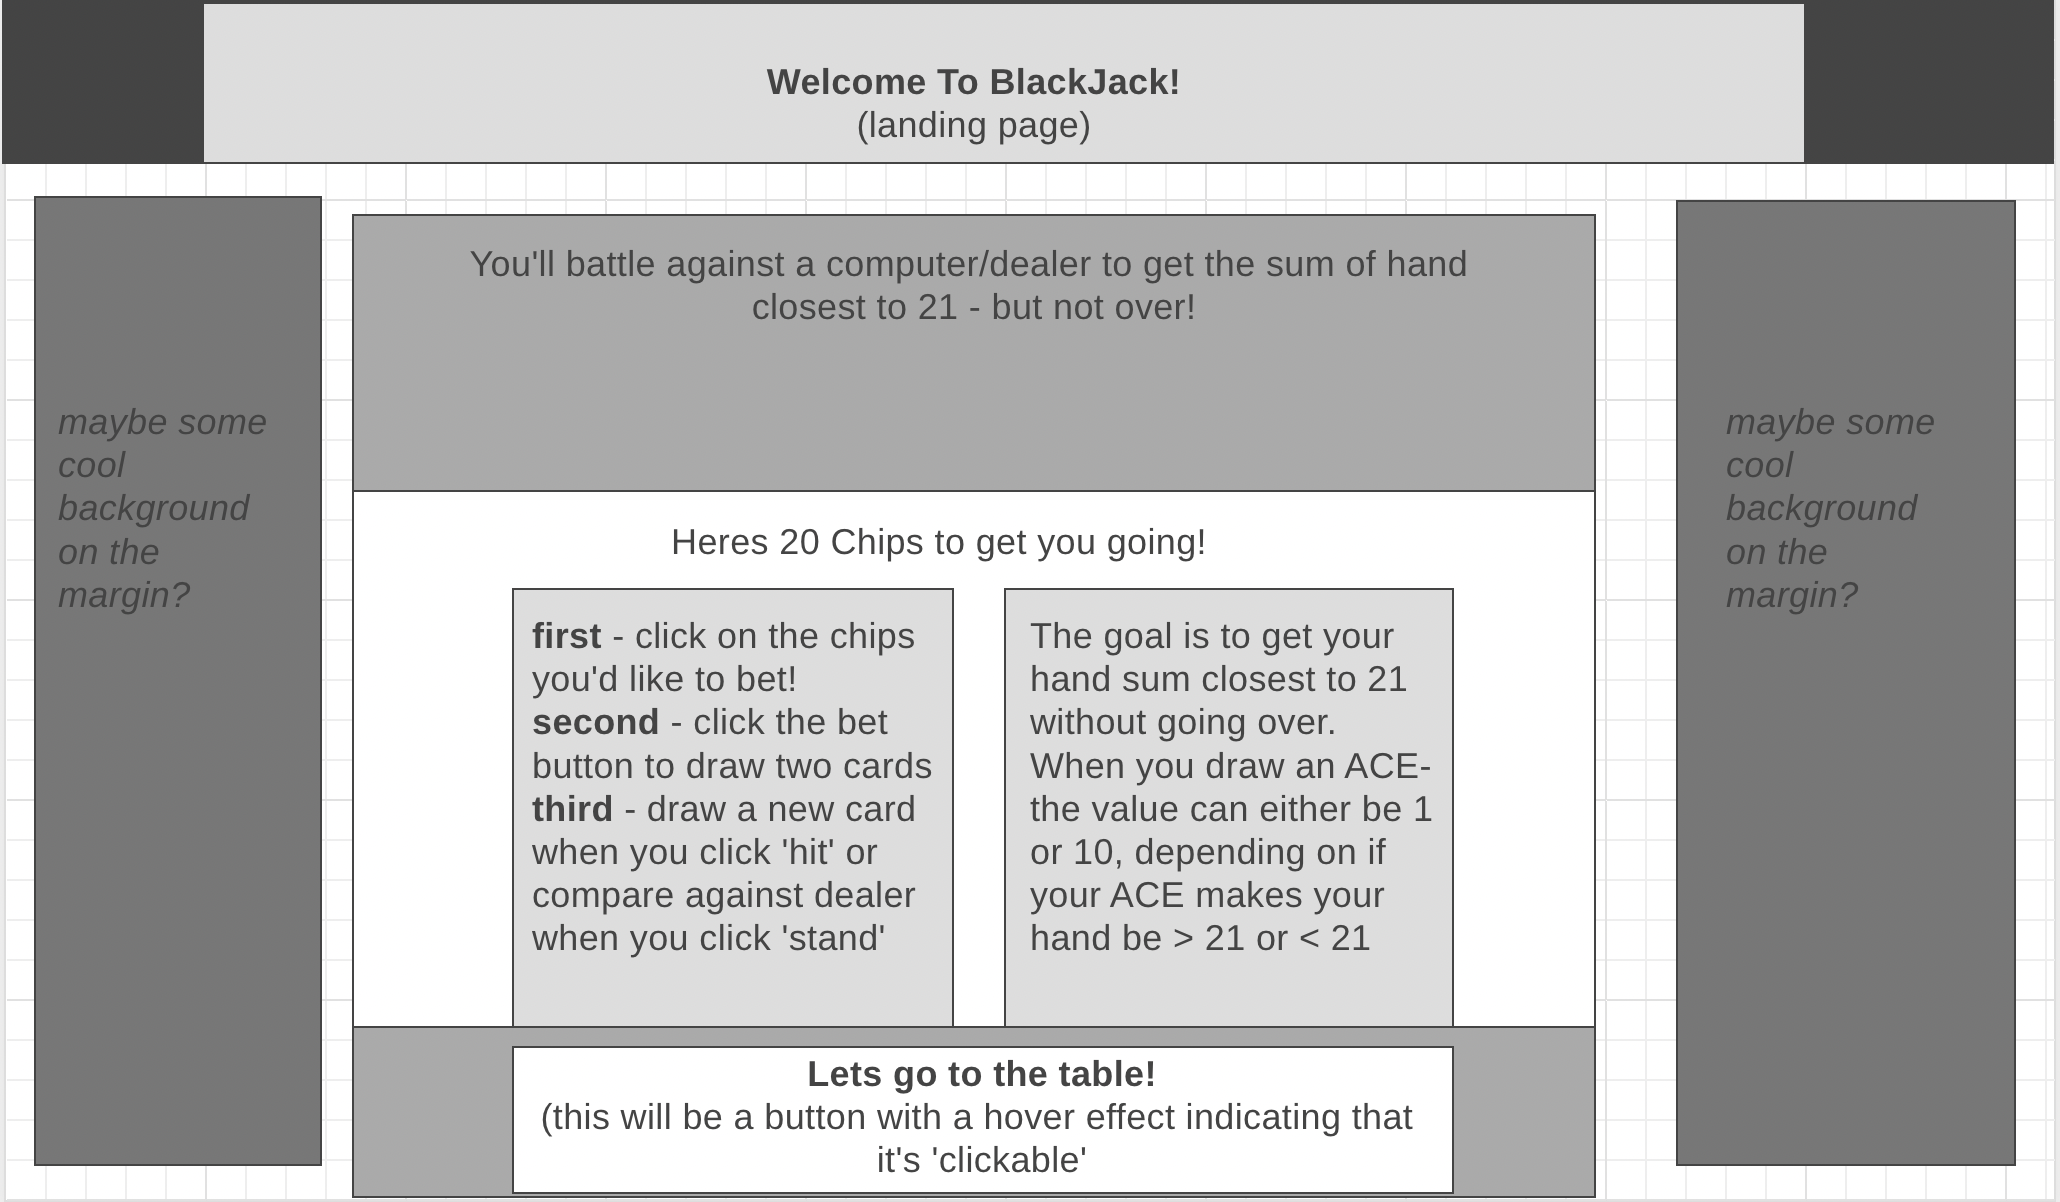 Welcome To BlackJack!
(landing page)
You'll battle against a computer/dealer to get the sum of hand
closest to 21 - but not over!
maybe some
cool
background
on the
margin?
Heres 20 Chips to get you going!
first - click on the chips
you'd like to bet!
second - click the bet
button to draw two cards
third - draw a new card
when you click 'hit' or
compare against dealer
when you click 'stand'
The goal is to get your
hand sum closest to 21
without going over.
When you draw an ACE-
the value can either be 1
or 10, depending on if
your ACE makes your
hand be > 21 or < 21
maybe some
cool
background
on the
margin?
Lets go to the table!
(this will be a button with a hover effect indicating that
it's 'clickable'